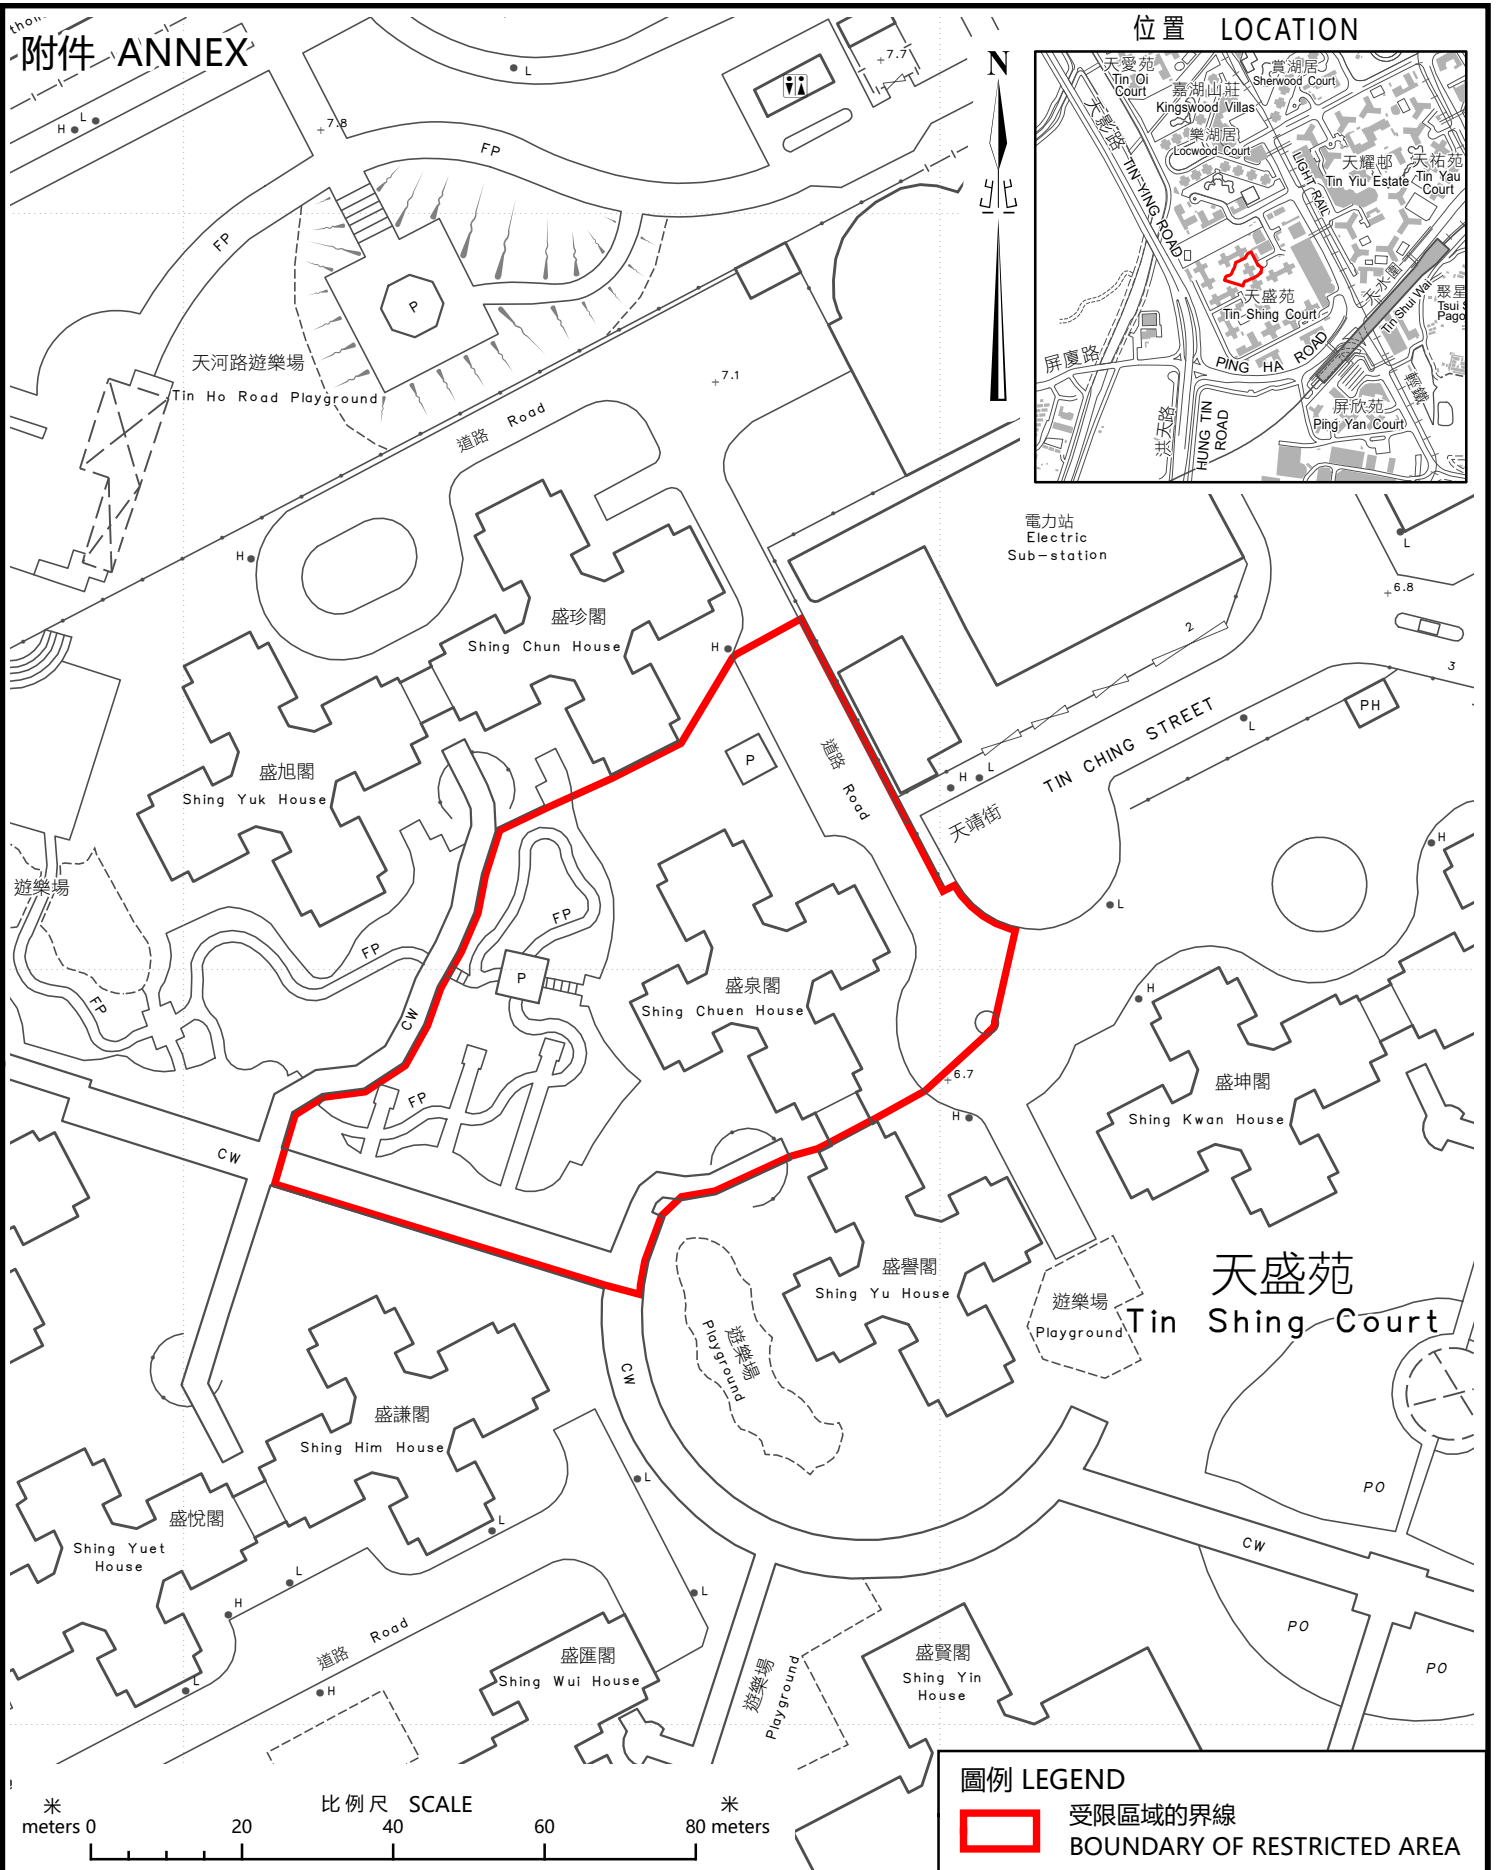 附件 ANNEX
位置 LOCATION
N
天愛苑
Tin Oi
Court
賞湖居
Sherwood Court
嘉湖山莊
Kingswood Villas
樂湖居
Locwood Court
天影路 TIN YING ROAD
LIGHT RAIL
天耀邨
Tin Yiu Estate
天祐苑
Tin Yau
Court
天盛苑
Tin Shing Court
天水圍
Tin Shui Wai
聚星
Tsui S
Pago
屏廈路
PING HA ROAD
洪天路
HUNG TIN
ROAD
輕鐵
屏欣苑
Ping Yan Court
L
7.7
H L
7.8
FP
FP
P
天河路遊樂場
Tin Ho Road Playground
7.1
道路 Road
電力站
Electric
Sub-station
L
6.8
H
盛珍閣
Shing Chun House
H
2
3
PH
盛旭閣
Shing Yuk House
P
道路 Road
H L
L
天靖街 TIN CHING STREET
H
遊樂場
FP
FP
L
FP
P
盛泉閣
Shing Chuen House
H
CW
6.7
H
盛坤閣
Shing Kwan House
FP
CW
盛譽閣
Shing Yu House
天盛苑
Tin Shing Court
遊樂場
Playground
遊樂場
Playground
CW
盛謙閣
Shing Him House
L
PO
盛悅閣
Shing Yuet
House
L
CW
L
L
H
道路 Road
盛匯閣
Shing Wui House
遊樂場
Playground
盛賢閣
Shing Yin
House
PO
PO
L
H
圖例 LEGEND
受限區域的界線
BOUNDARY OF RESTRICTED AREA
比例尺 SCALE
米 米
meters 0 20 40 60 80 meters